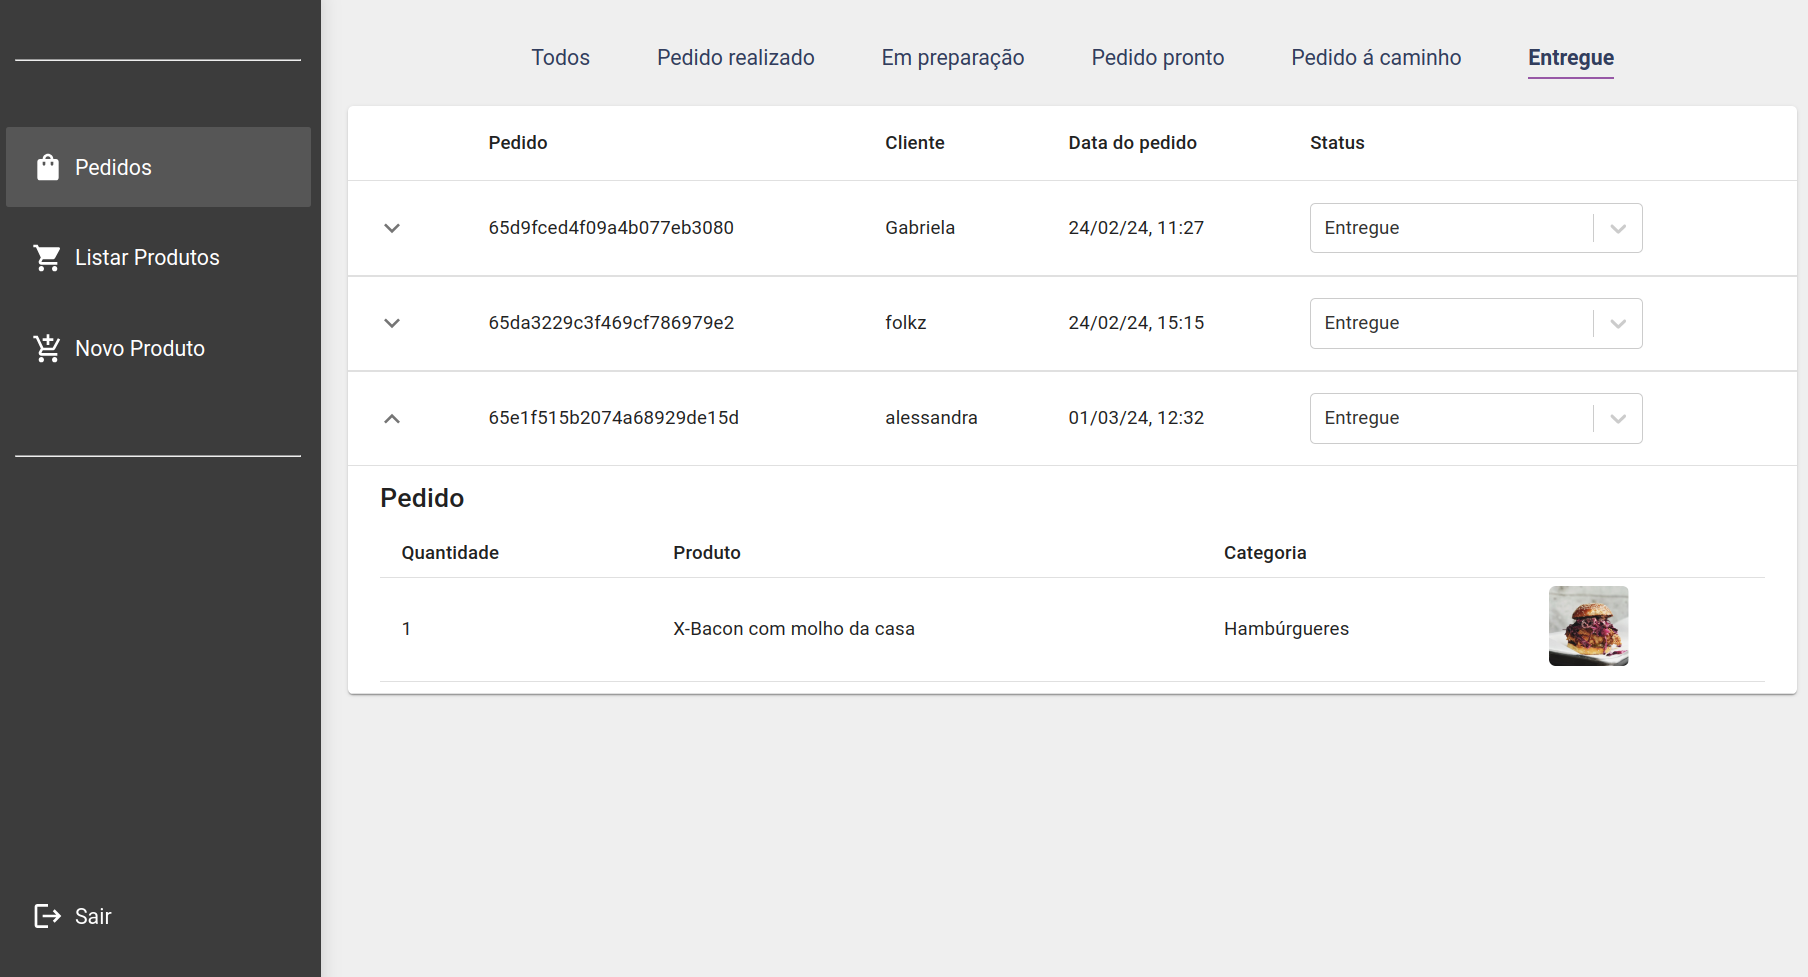 Pedidos
Listar Produtos
Novo Produto
Sair
Todos Pedido realizado Em preparação Pedido pronto Pedido á caminho Entregue
Pedido Cliente Data do pedido Status
65d9fced4f09a4b077eb3080 Gabriela 24/02/24, 11:27 Entregue
65da3229c3f469cf786979e2 folkz 24/02/24, 15:15 Entregue
65e1f515b2074a68929de15d alessandra 01/03/24, 12:32 Entregue
Pedido
Quantidade Produto Categoria
1 X-Bacon com molho da casa Hambúrgueres